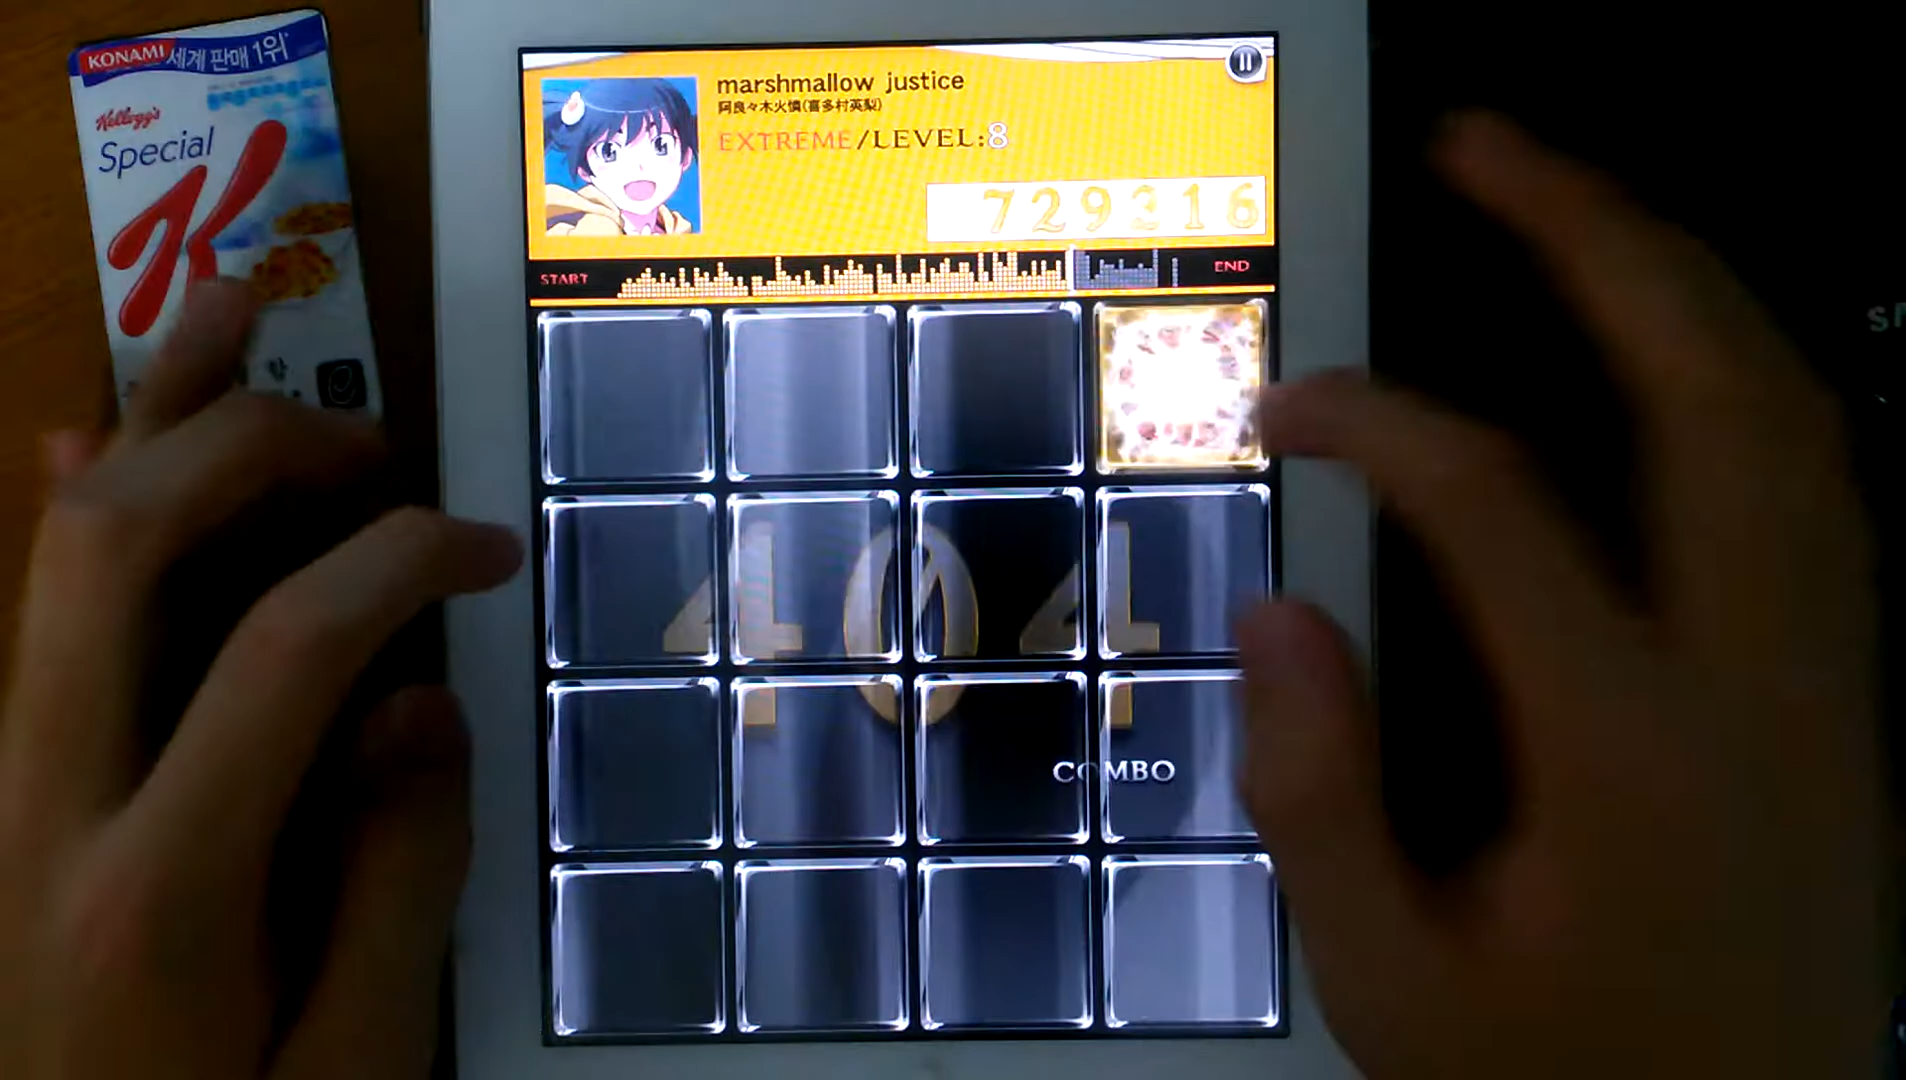 KONAMI 세계 판매 1위*
Kellogg's
Special
K
marshmallow justice
阿良々木火憐(喜多村英梨)
EXTREME/LEVEL:8
729316
START
END
404
COMBO